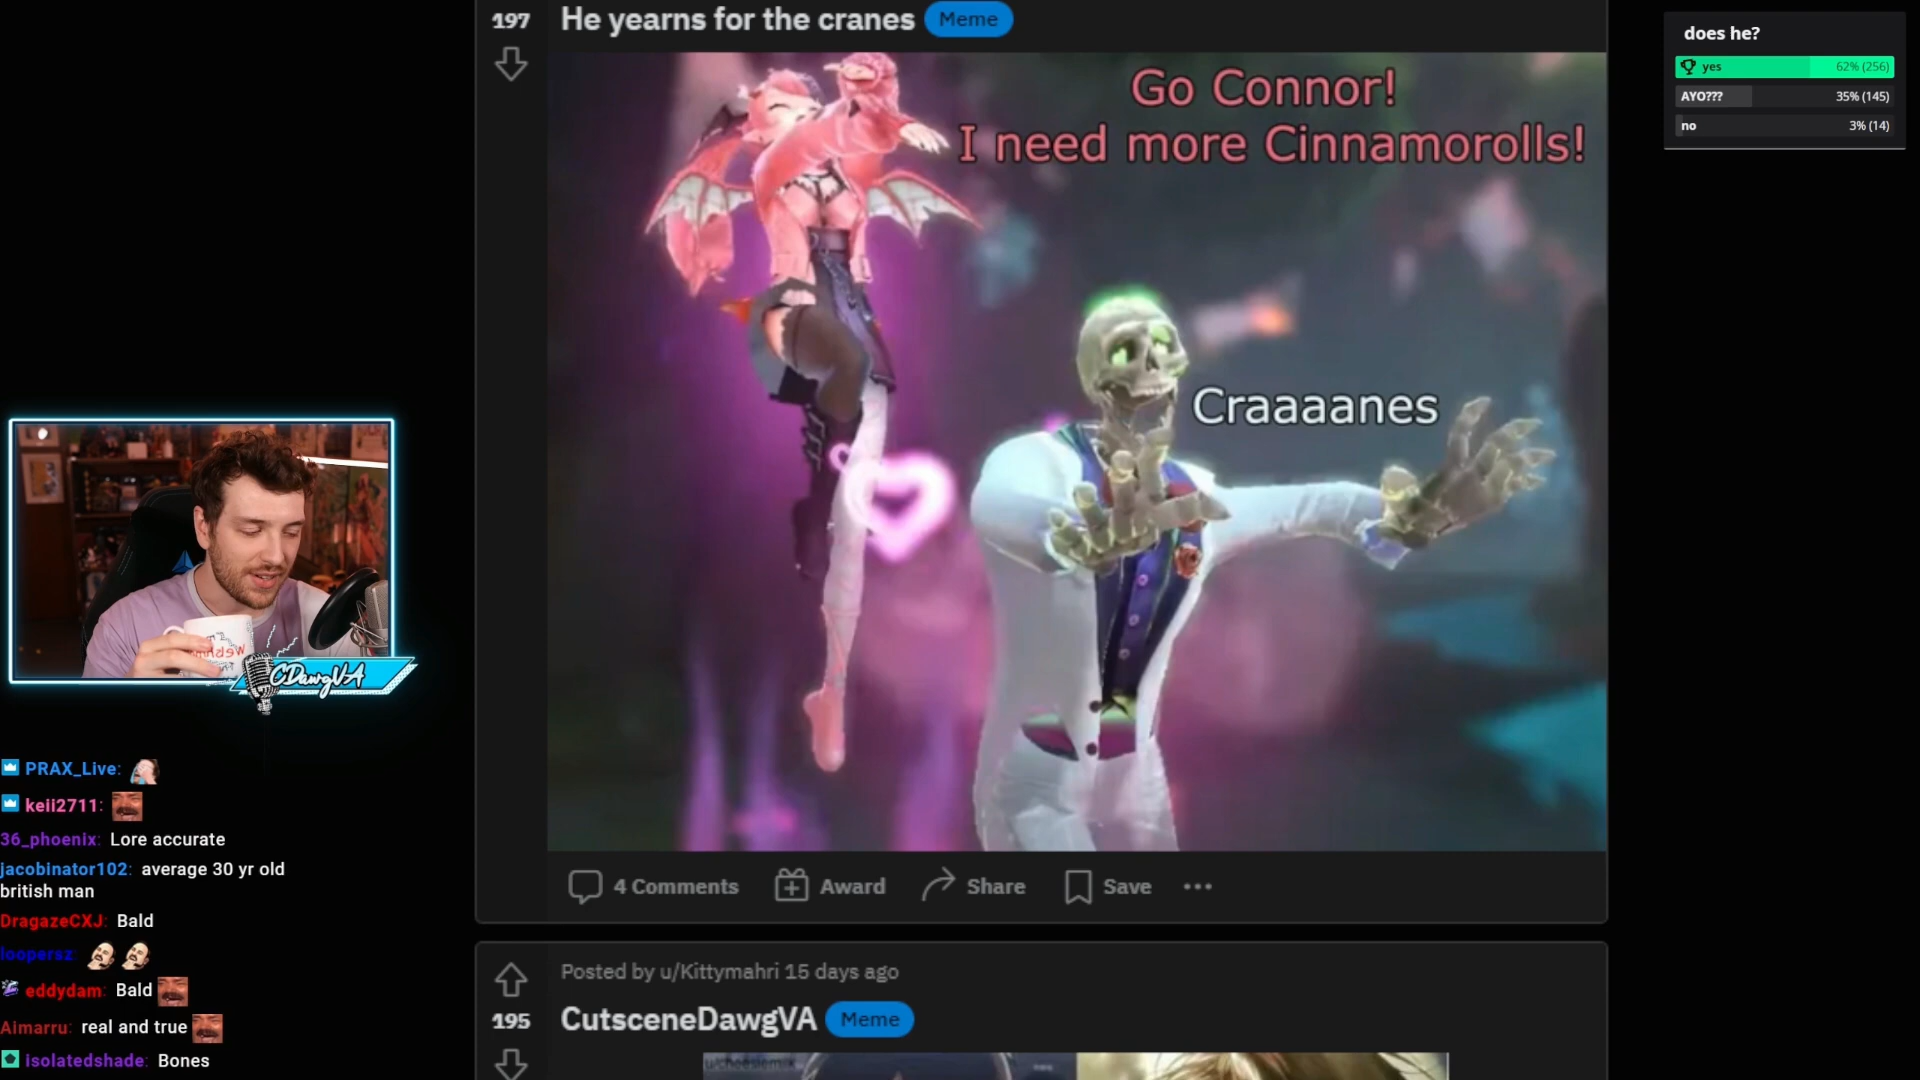 197
He yearns for the cranes Meme
Go Connor!
I need more Cinnamorolls!
Craaaanes
4 Comments Award Share Save
Posted by u/Kittymahri 15 days ago
195
CutsceneDawgVA Meme
does he?
yes 62% (256)
AYO??? 35% (145)
no 3% (14)
CDawgVA
PRAX_Live:
keii2711:
36_phoenix: Lore accurate
jacobinator102: average 30 yr old
british man
DragazeCXJ: Bald
loopersz:
eddydam: Bald
Aimarru: real and true
isolatedshade: Bones